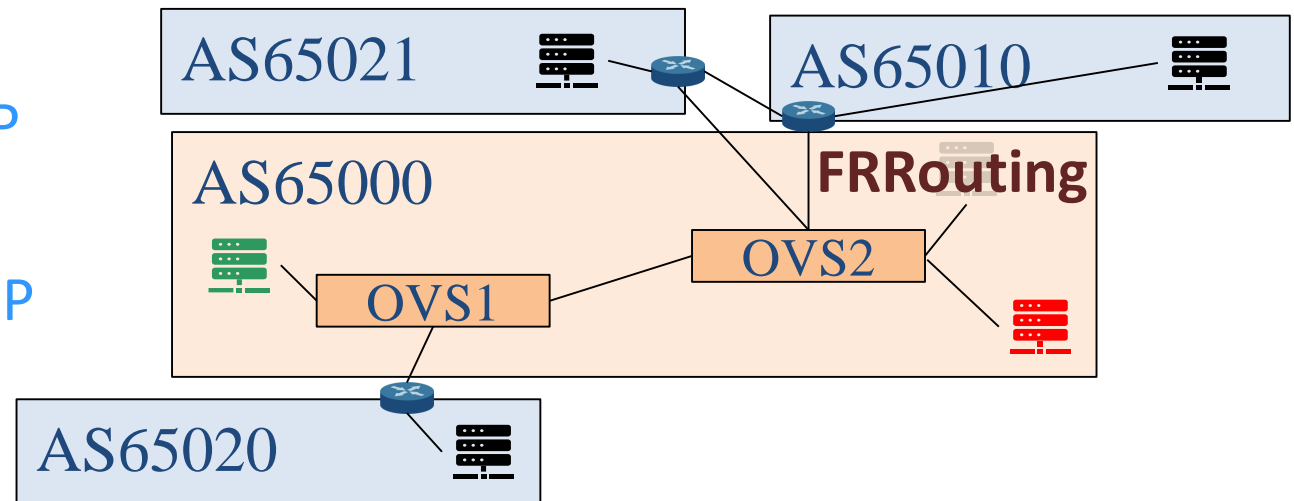 AS65021
AS65010
P
AS65000
FRRouting
OVS2
P
OVS1
AS65020